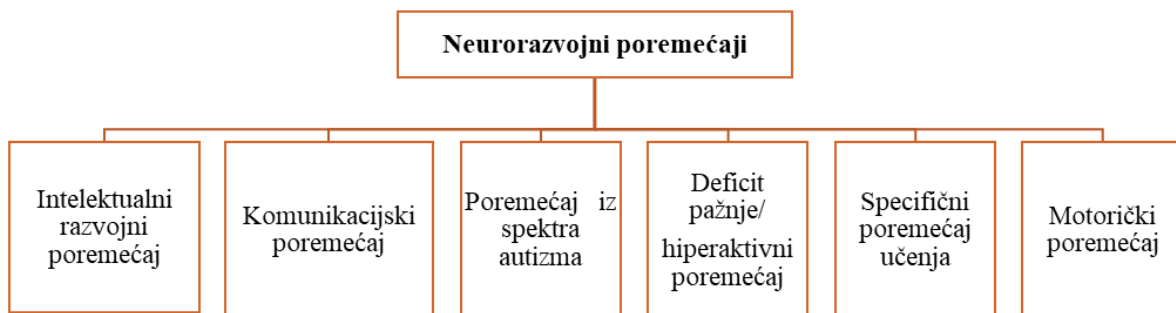 Neurorazvojni poremećaji
Intelektualni
razvojni
poremećaj
Komunikacijski
poremećaj
Poremećaj iz
spektra
autizma
Deficit
pažnje/
hiperaktivni
poremećaj
Specifični
poremećaj
učenja
Motorički
poremećaj